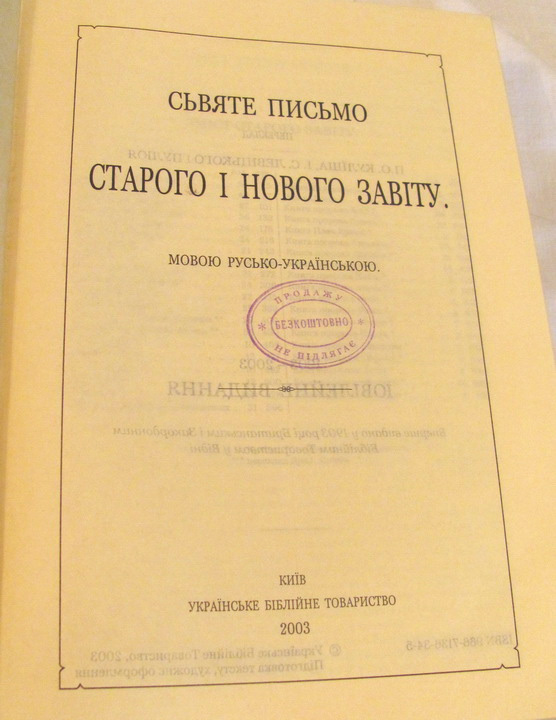 СЬВЯТЕ ПИСЬМО
СТАРОГО І НОВОГО ЗАВІТУ.
МОВОЮ РУСЬКО-УКРАЇНСЬКОЮ.
ПРОДАЖУ
* БЕЗКОШТОВНО *
НЕ ПІДЛЯГАЄ
КИЇВ
УКРАЇНСЬКЕ БІБЛІЙНЕ ТОВАРИСТВО
2003